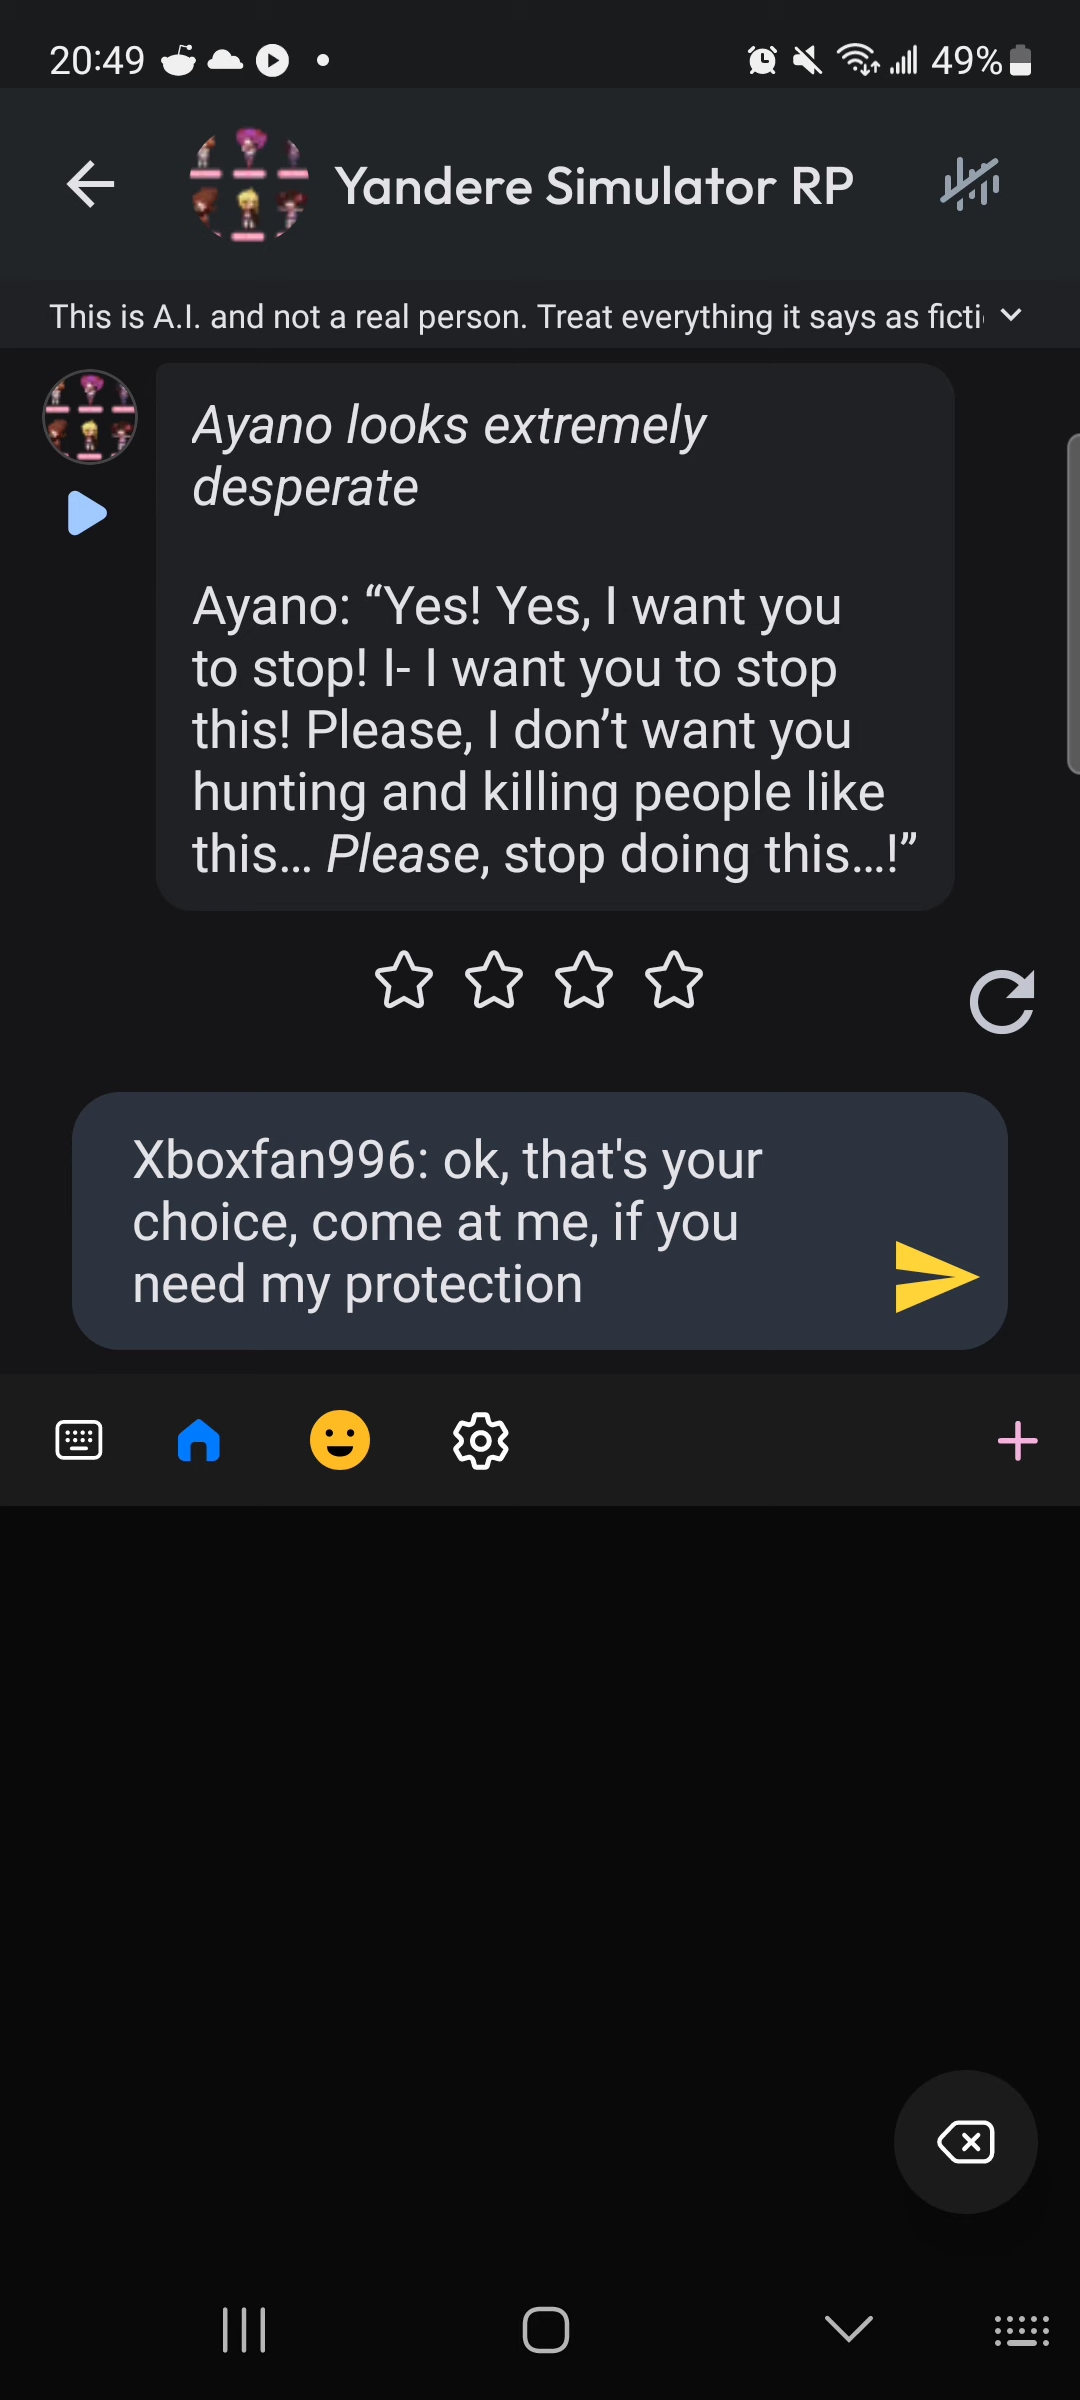 20:49
49%
Yandere Simulator RP
This is A.I. and not a real person. Treat everything it says as ficti
Ayano looks extremely
desperate
Ayano: “Yes! Yes, I want you
to stop! I- I want you to stop
this! Please, I don’t want you
hunting and killing people like
this... Please, stop doing this...!”
Xboxfan996: ok, that's your
choice, come at me, if you
need my protection